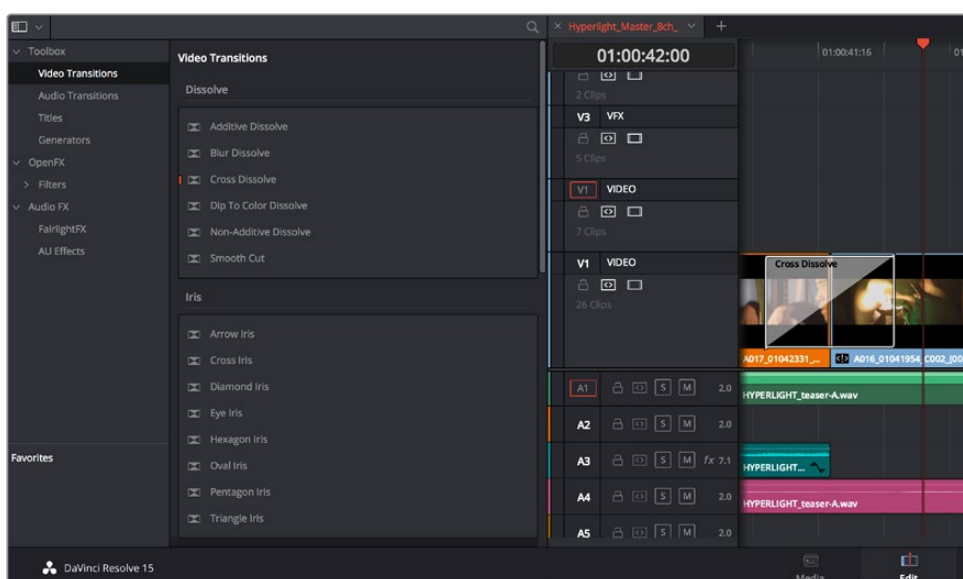 Toolbox
Video Transitions
Audio Transitions
Titles
Generators
OpenFX
Filters
Audio FX
FairlightFX
AU Effects
Favorites
Video Transitions
Dissolve
Additive Dissolve
Blur Dissolve
Cross Dissolve
Dip To Color Dissolve
Non-Additive Dissolve
Smooth Cut
Iris
Arrow Iris
Cross Iris
Diamond Iris
Eye Iris
Hexagon Iris
Oval Iris
Pentagon Iris
Triangle Iris
Hyperlight_Master_8ch_
01:00:42:00
01:00:41:16
2 Clips
V3 VFX
5 Clips
V1 VIDEO
7 Clips
V1 VIDEO
26 Clips
Cross Dissolve
A017_01042331_...
A016_01041954_C002_[00
A1 S M 2.0
HYPERLIGHT_teaser-A.wav
A2 S M 2.0
A3 S M fx 7.1
HYPERLIGHT...
A4 S M 2.0
HYPERLIGHT_teaser-A.wav
A5 S M 2.0
DaVinci Resolve 15
Media
Edit